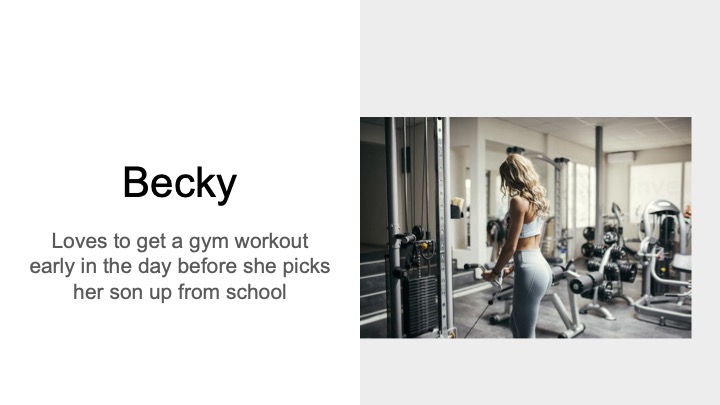 Becky
Loves to get a gym workout
early in the day before she picks
her son up from school